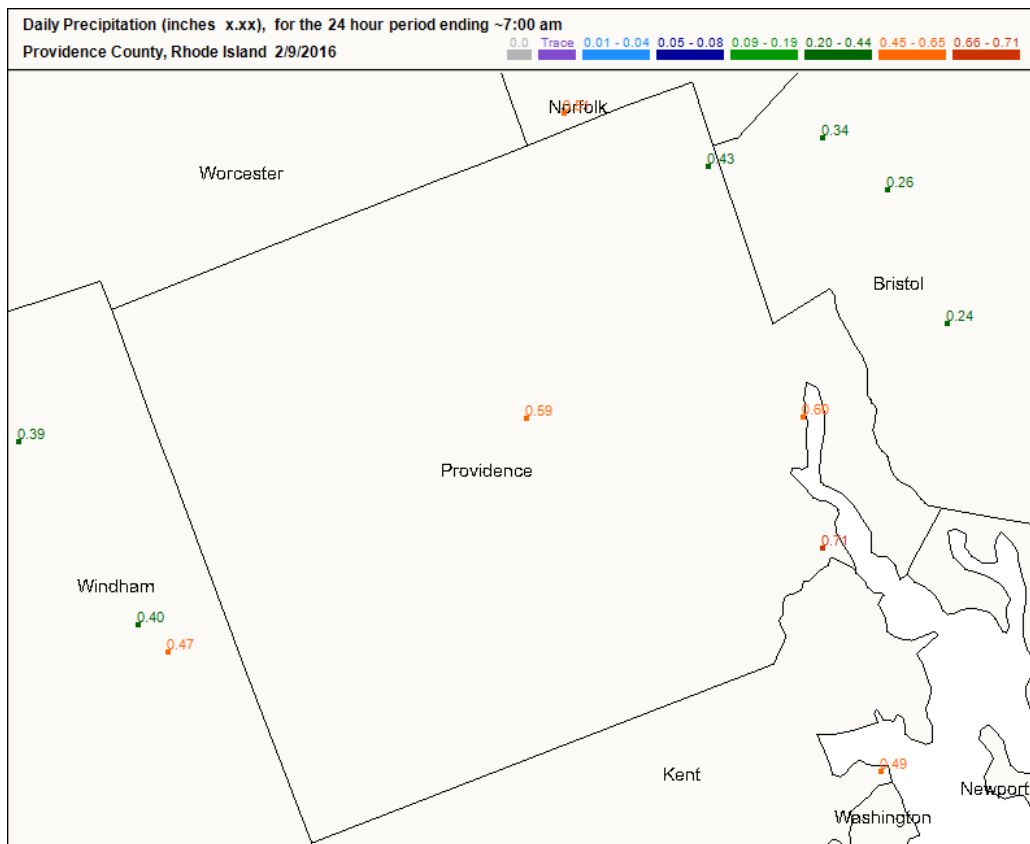 Daily Precipitation (inches x.xx), for the 24 hour period ending ~7:00 am
Providence County, Rhode Island 2/9/2016
0.0 Trace 0.01 - 0.04 0.05 - 0.08 0.09 - 0.19 0.20 - 0.44 0.45 - 0.65 0.66 - 0.71
Norfolk
0.34
0.43
Worcester
0.26
Bristol
0.24
0.59
0.60
0.39
Providence
0.71
Windham
0.40
0.47
0.49
Kent
Newport
Washington